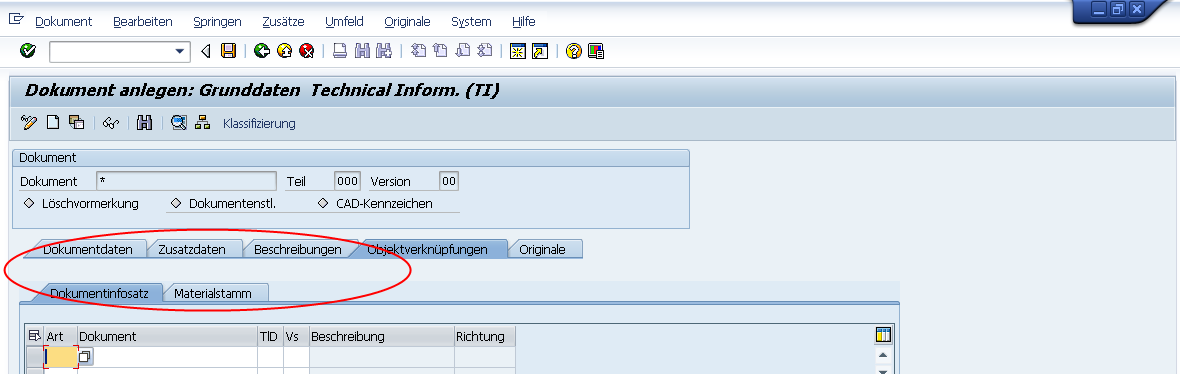 Dokument Bearbeiten Springen Zusätze Umfeld Originale System Hilfe
Dokument anlegen: Grunddaten Technical Inform. (TI)
Klassifizierung
Dokument
Dokument * Teil 000 Version 00
Löschvormerkung Dokumentenstl. CAD-Kennzeichen
Dokumentdaten Zusatzdaten Beschreibungen Objektverknüpfungen Originale
Dokumentinfosatz Materialstamm
Art Dokument TlD Vs Beschreibung Richtung